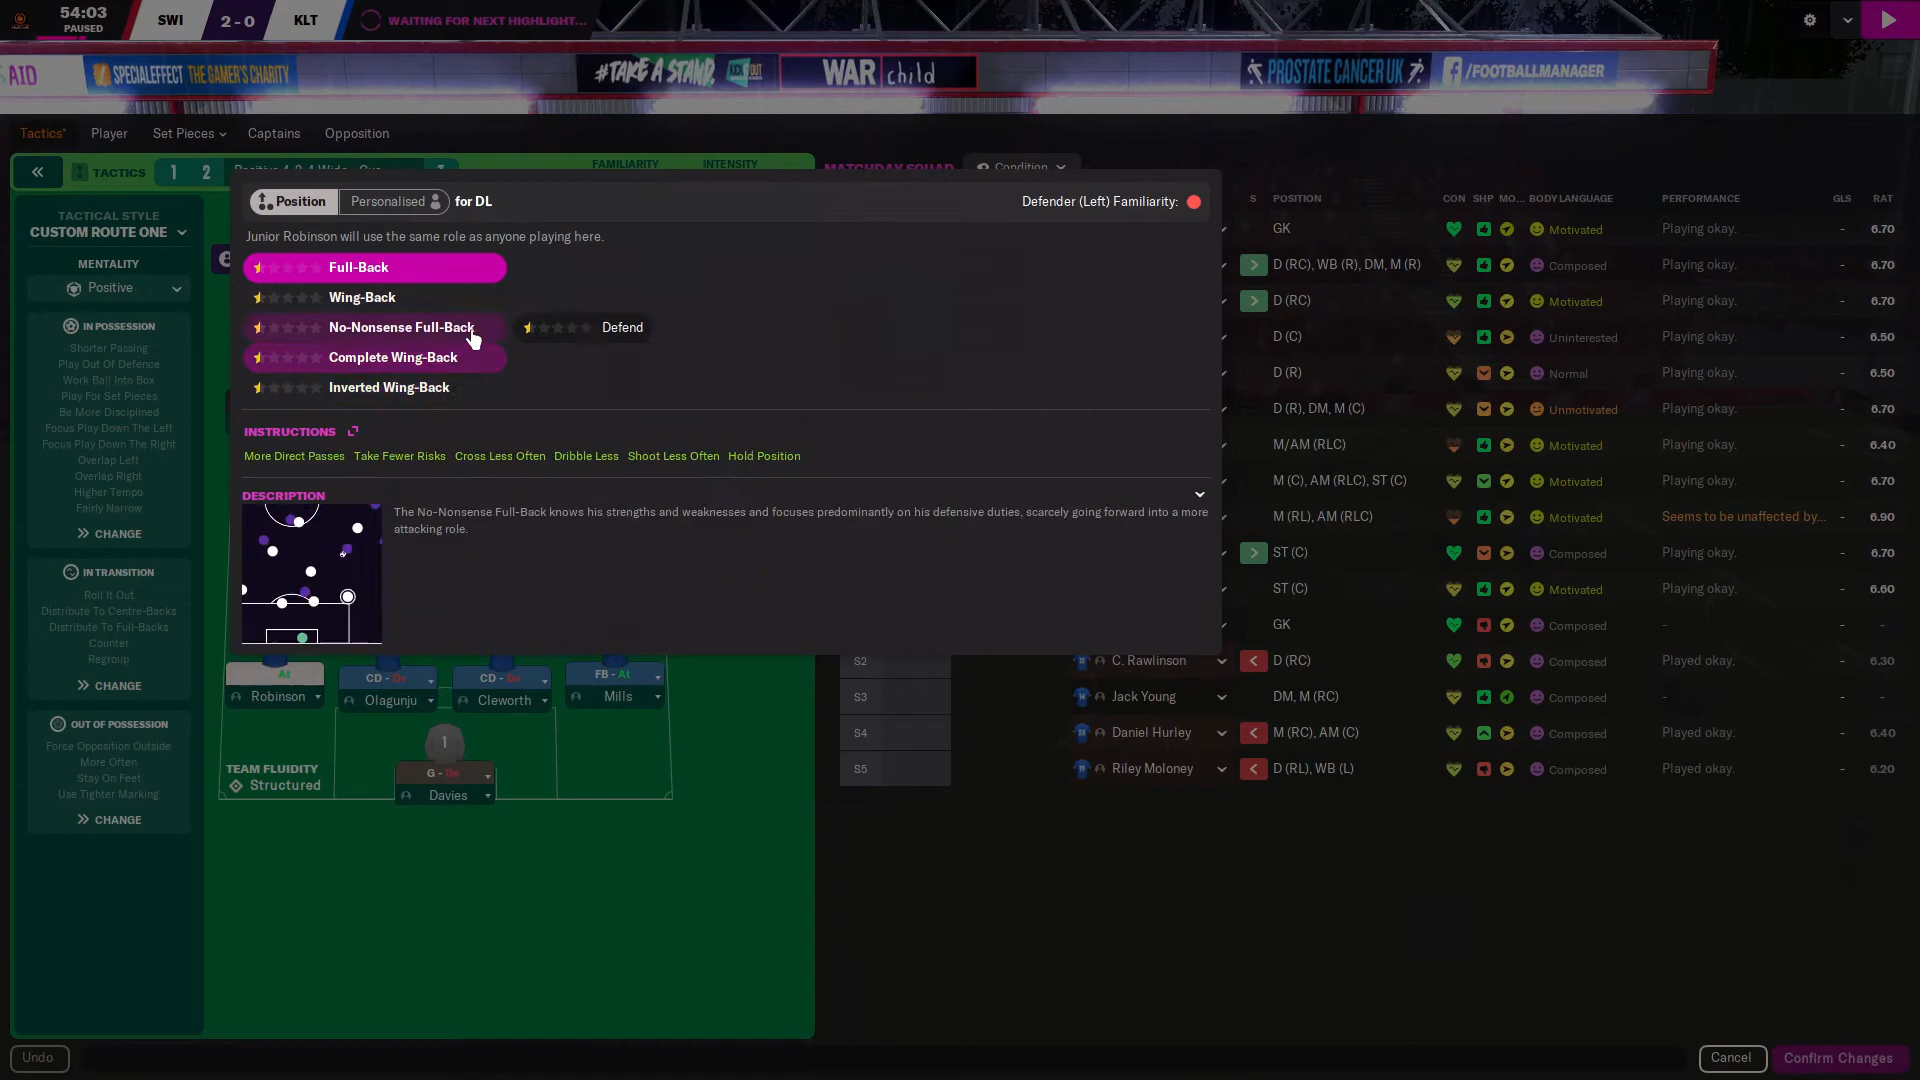 54:03
PAUSED
SWI
2 - 0
KLT
WAITING FOR NEXT HIGHLIGHT...
AID
SPECIALEFFECT THE GAMER'S CHARITY
#TAKE A STAND.
KICK IT OUT
WAR child
PROSTATE CANCER UK
/FOOTBALLMANAGER
Tactics*
Player
Set Pieces
Captains
Opposition
TACTICS
1
2
FAMILIARITY
INTENSITY
MATCHDAY SQUAD
Condition
Position
Personalised
for DL
Defender (Left) Familiarity:
Junior Robinson will use the same role as anyone playing here.
Full-Back
Wing-Back
No-Nonsense Full-Back
Defend
Complete Wing-Back
Inverted Wing-Back
INSTRUCTIONS
More Direct Passes Take Fewer Risks Cross Less Often Dribble Less Shoot Less Often Hold Position
DESCRIPTION
The No-Nonsense Full-Back knows his strengths and weaknesses and focuses predominantly on his defensive duties, scarcely going forward into a more
attacking role.
TACTICAL STYLE
CUSTOM ROUTE ONE
MENTALITY
Positive
IN POSSESSION
Shorter Passing
Play Out Of Defence
Work Ball Into Box
Play For Set Pieces
Be More Disciplined
Focus Play Down The Left
Focus Play Down The Right
Overlap Left
Overlap Right
Higher Tempo
Fairly Narrow
CHANGE
IN TRANSITION
Roll It Out
Distribute To Centre-Backs
Distribute To Full-Backs
Counter
Regroup
CHANGE
OUT OF POSSESSION
Force Opposition Outside
More Often
Stay On Feet
Use Tighter Marking
CHANGE
At
Robinson
CD - De
Olagunju
CD - De
Cleworth
FB - At
Mills
1
G - De
Davies
TEAM FLUIDITY
Structured
S POSITION CON SHP MO... BODY LANGUAGE PERFORMANCE GLS RAT
GK Motivated Playing okay. - 6.70
D (RC), WB (R), DM, M (R) Composed Playing okay. - 6.70
D (RC) Motivated Playing okay. - 6.70
D (C) Uninterested Playing okay. - 6.50
D (R) Normal Playing okay. - 6.50
D (R), DM, M (C) Unmotivated Playing okay. - 6.70
M/AM (RLC) Motivated Playing okay. - 6.40
M (C), AM (RLC), ST (C) Motivated Playing okay. - 6.70
M (RL), AM (RLC) Motivated Seems to be unaffected by... - 6.90
ST (C) Composed Playing okay. - 6.70
ST (C) Motivated Playing okay. - 6.60
GK Composed - - -
S2 C. Rawlinson D (RC) Composed Played okay. - 6.30
S3 Jack Young DM, M (RC) Composed - - -
S4 Daniel Hurley M (RC), AM (C) Composed Played okay. - 6.40
S5 Riley Moloney D (RL), WB (L) Composed Played okay. - 6.20
Undo
Cancel
Confirm Changes